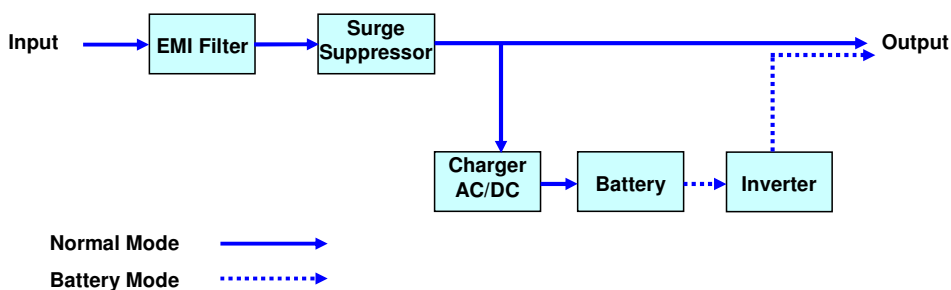 Input
EMI Filter
Surge
Suppressor
Output
Charger
AC/DC
Battery
Inverter
Normal Mode
Battery Mode